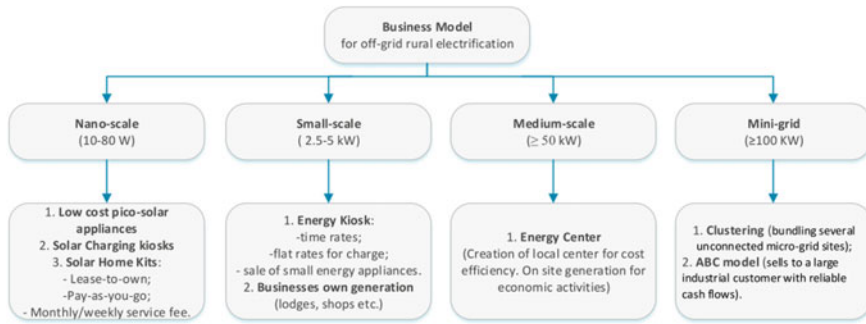 Business Model
for off-grid rural electrification
Nano-scale
(10-80 W)
Small-scale
( 2.5-5 kW)
Medium-scale
(≥ 50 kW)
Mini-grid
(≥100 KW)
1. Low cost pico-solar
appliances
2. Solar Charging kiosks
3. Solar Home Kits:
- Lease-to-own;
-Pay-as-you-go;
- Monthly/weekly service fee.
1. Energy Kiosk:
-time rates;
-flat rates for charge;
- sale of small energy appliances.
2. Businesses own generation
(lodges, shops etc.)
1. Energy Center
(Creation of local center for cost
efficiency. On site generation for
economic activities)
1. Clustering (bundling several
unconnected micro-grid sites);
2. ABC model (sells to a large
industrial customer with reliable
cash flows).